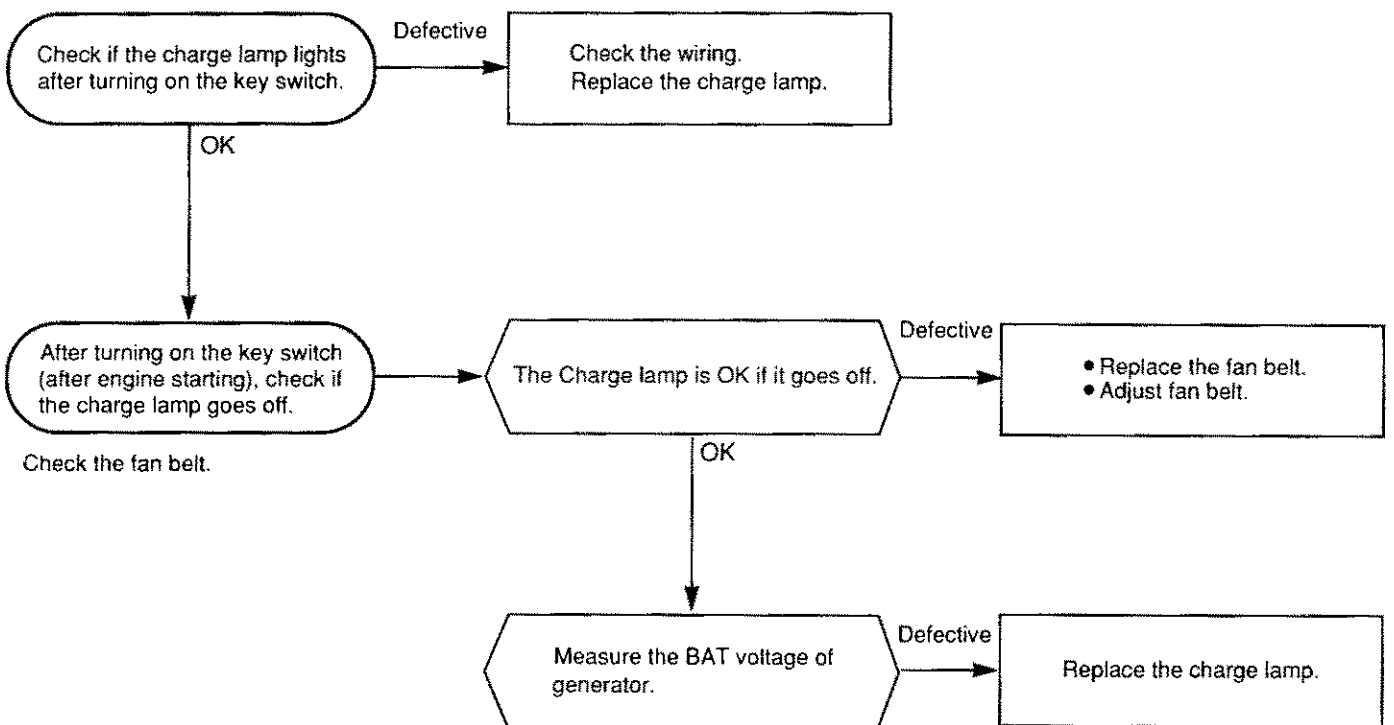 Check if the charge lamp lights
after turning on the key switch.
Defective
Check the wiring.
Replace the charge lamp.
OK
After turning on the key switch
(after engine starting), check if
the charge lamp goes off.
Check the fan belt.
The Charge lamp is OK if it goes off.
Defective
● Replace the fan belt.
● Adjust fan belt.
OK
Measure the BAT voltage of
generator.
Defective
Replace the charge lamp.